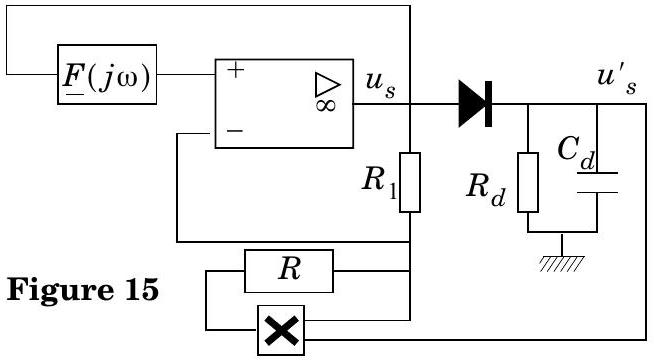 F(jω)
+
−
▷
∞
u_s
u'_s
R_1
R_d
C_d
R
×
Figure 15